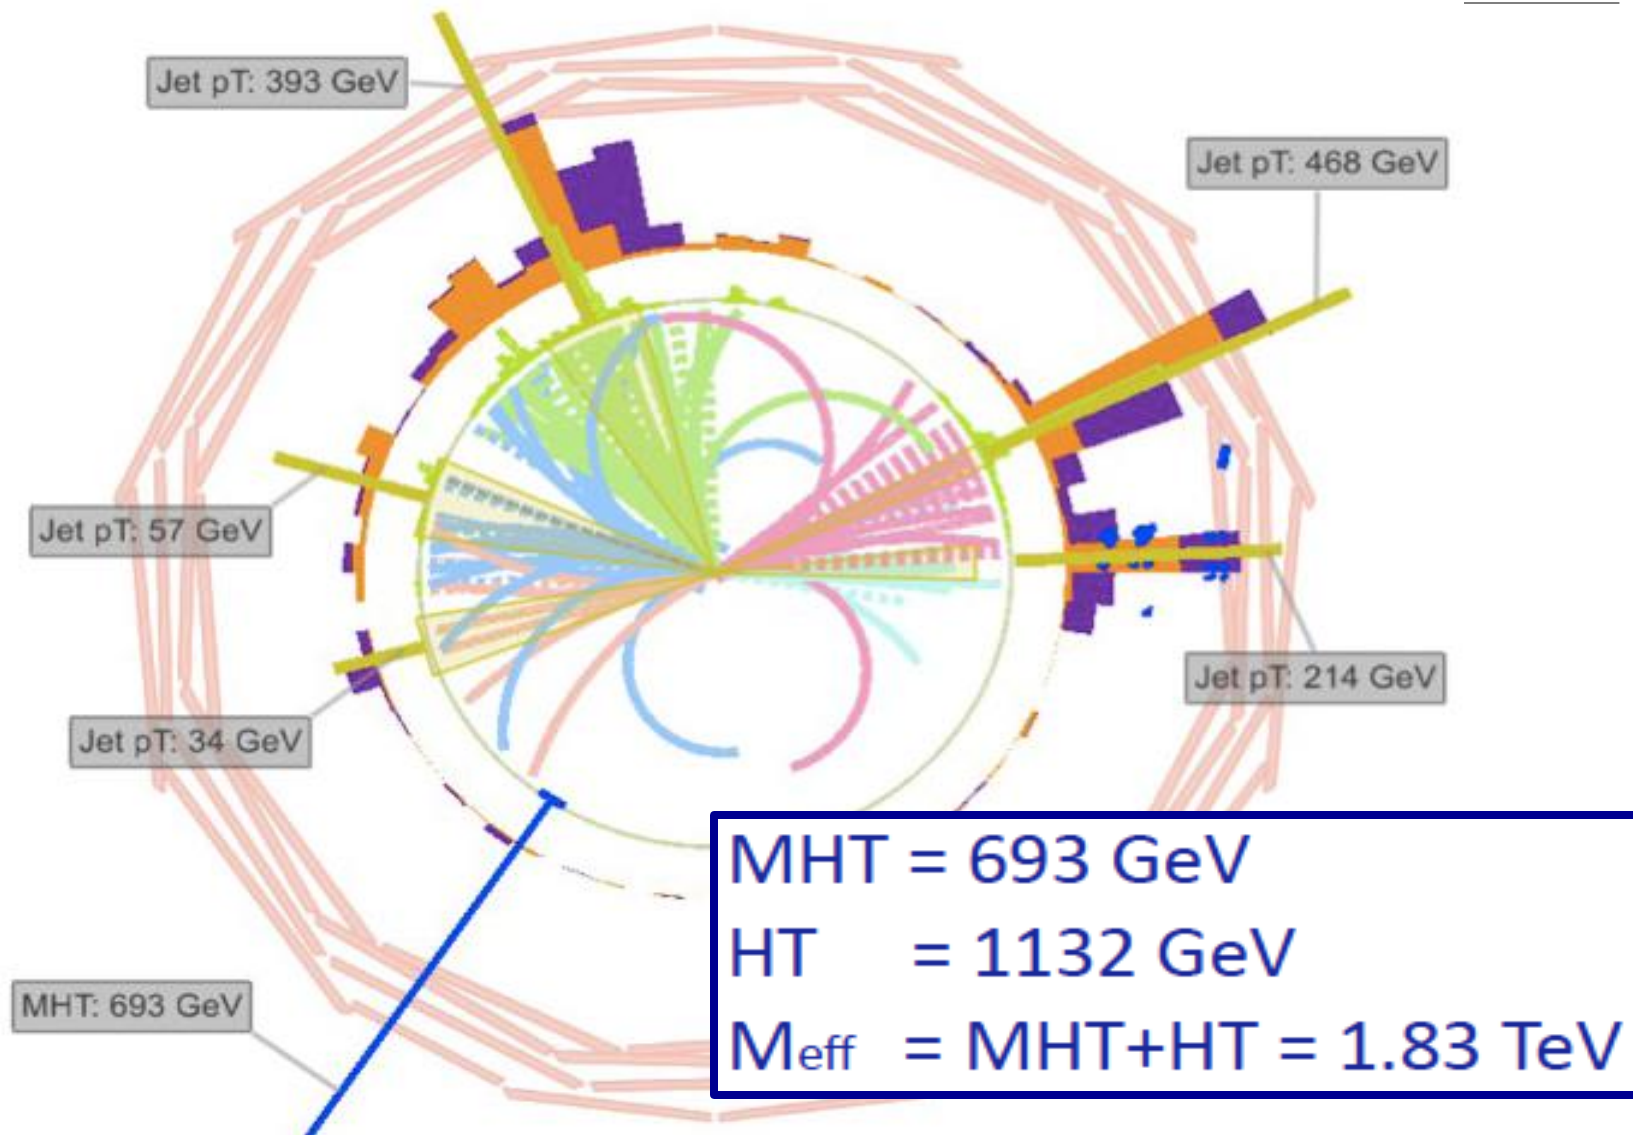 Jet pT: 393 GeV
Jet pT: 468 GeV
Jet pT: 57 GeV
Jet pT: 214 GeV
Jet pT: 34 GeV
MHT: 693 GeV
MHT = 693 GeV
HT = 1132 GeV
Meff = MHT+HT = 1.83 TeV